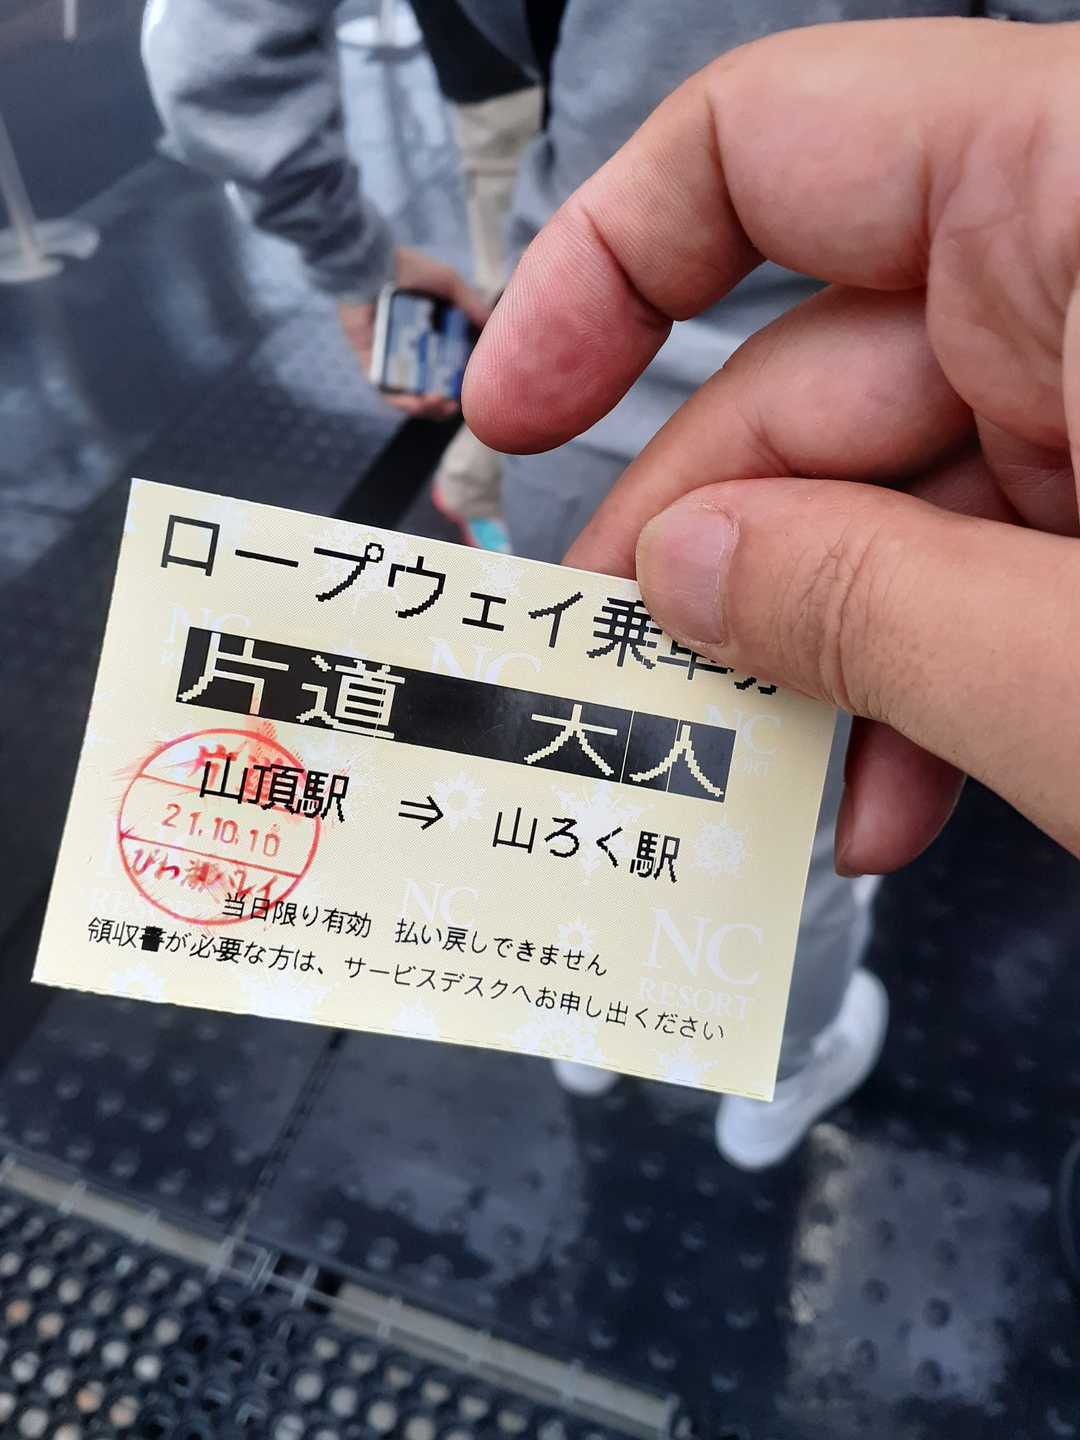 ロープウェイ乗車券
片道 大人
山頂駅 ⇒ 山ろく駅
21.10.10
びわ湖バレイ
当日限り有効 払い戻しできません
領収書が必要な方は、サービスデスクへお申し出ください
NC
RESORT